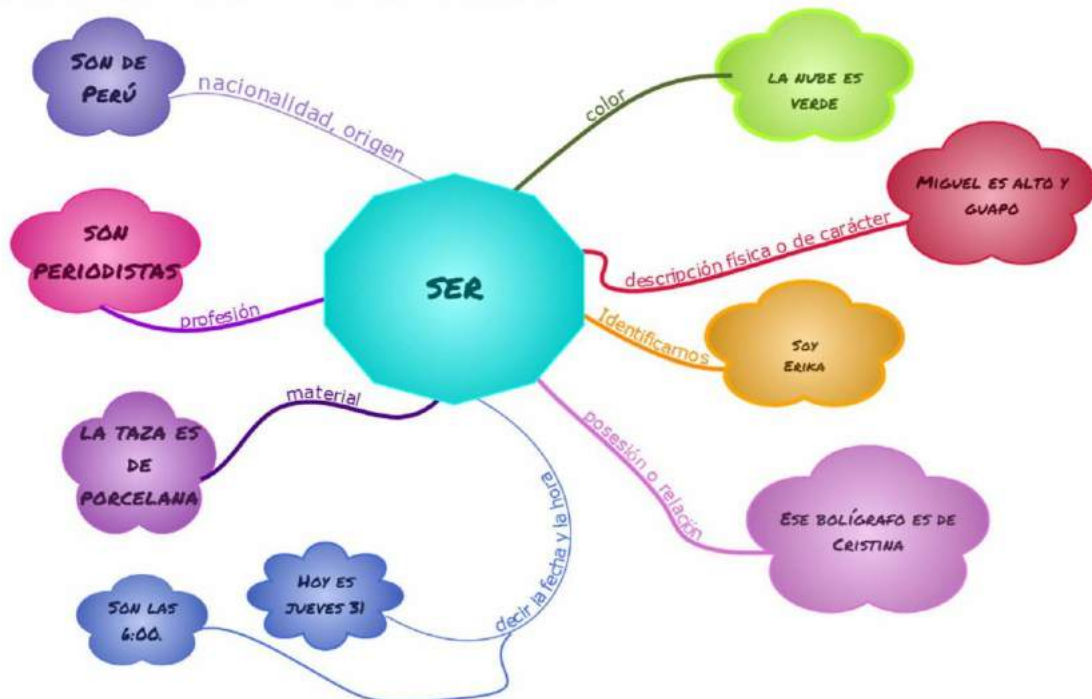 SON DE
PERÚ
nacionalidad, origen
color
LA NUBE ES
VERDE
MIGUEL ES ALTO Y
GUAPO
descripción física o de carácter
SON
PERIODISTAS
profesión
SER
Identificarnos
SOY
ERIKA
material
LA TAZA ES
DE
PORCELANA
posesión o relación
ESE BOLÍGRAFO ES DE
CRISTINA
decir la fecha y la hora
HOY ES
JUEVES 31
SON LAS
6:00.